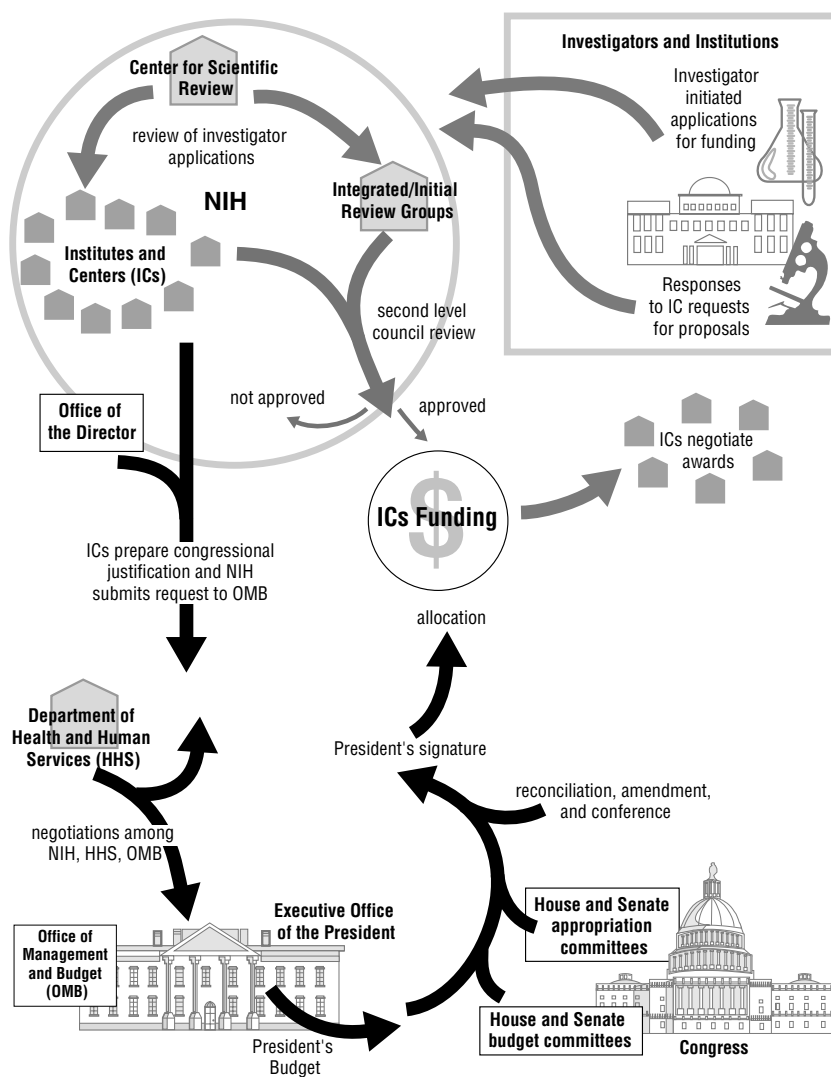 Center for Scientific
Review
review of investigator
applications
NIH
Integrated/Initial
Review Groups
Institutes and
Centers (ICs)
second level
council review
Investigators and Institutions
Investigator
initiated
applications
for funding
Responses
to IC requests
for proposals
Office of
the Director
not approved
approved
ICs negotiate
awards
$
ICs Funding
ICs prepare congressional
justification and NIH
submits request to OMB
allocation
Department of
Health and Human
Services (HHS)
President's signature
reconciliation, amendment,
and conference
negotiations among
NIH, HHS, OMB
Executive Office
of the President
House and Senate
appropriation
committees
Office of
Management
and Budget
(OMB)
House and Senate
budget committees
Congress
President's
Budget